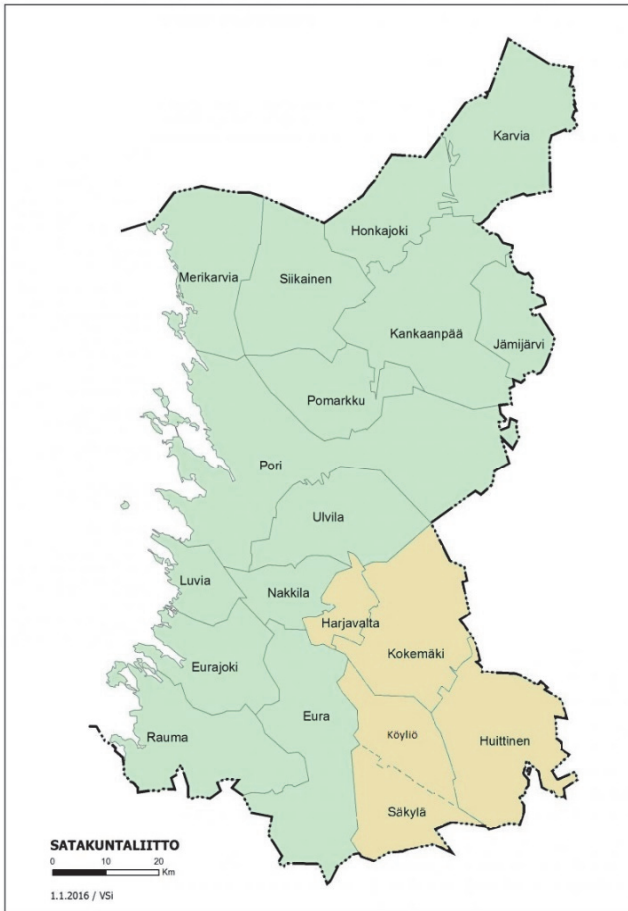 Karvia
Honkajoki
Merikarvia
Siikainen
Kankaanpää
Jämijärvi
Pomarkku
Pori
Ulvila
Luvia
Nakkila
Harjavalta
Kokemäki
Eurajoki
Eura
Rauma
Köyliö
Huittinen
Säkylä
SATAKUNTALIITTO
0 10 20
Km
1.1.2016 / VSi